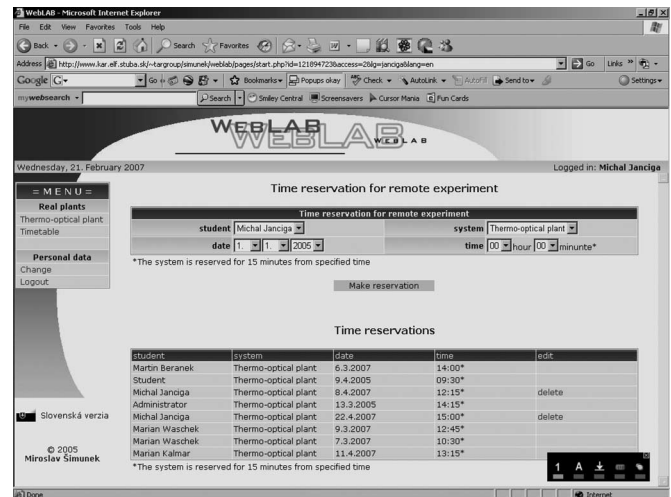 WebLAB - Microsoft Internet Explorer
File Edit View Favorites Tools Help
Back Search Favorites
Address http://www.kar.elf.stuba.sk/~targroup/simunek/weblab/pages/start.php?id=121894723&access=2&lg=janciga&lang=en Go Links »
Google G Go Bookmarks Popups okay Check AutoLink AutoFill Send to Settings
mywebsearch Search Smiley Central Screensavers Cursor Mania Fun Cards
WEBLAB
WEBLAB
WEBLAB
Wednesday, 21. February 2007 Logged in: Michal Janciga
= M E N U =
Real plants
Thermo-optical plant
Timetable
Personal data
Change
Logout
Time reservation for remote experiment
Time reservation for remote experiment
student Michal Janciga system Thermo-optical plant
date 1. 1. 2005 time 00 hour 00 minunte*
*The system is reserved for 15 minutes from specified time
Make reservation
Time reservations
student system date time edit
Martin Beranek Thermo-optical plant 6.3.2007 14:00*
Student Thermo-optical plant 9.4.2005 09:30*
Michal Janciga Thermo-optical plant 8.4.2007 12:15* delete
Administrator Thermo-optical plant 13.3.2005 14:15*
Michal Janciga Thermo-optical plant 22.4.2007 15:00* delete
Marian Waschek Thermo-optical plant 9.3.2007 12:45*
Marian Waschek Thermo-optical plant 7.3.2007 10:30*
Marian Kalmar Thermo-optical plant 11.4.2007 13:15*
*The system is reserved for 15 minutes from specified time
Slovenská verzia
© 2005
Miroslav Šimunek
1 A
Done Internet